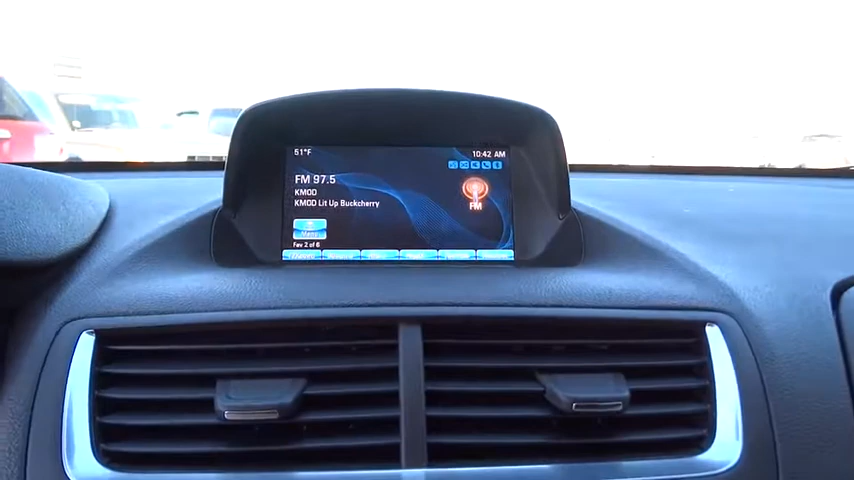 51°F
10:42 AM
FM 97.5
KMOD
KMOD Lit Up Buckcherry
FM
Menu
Fav 2 of 6